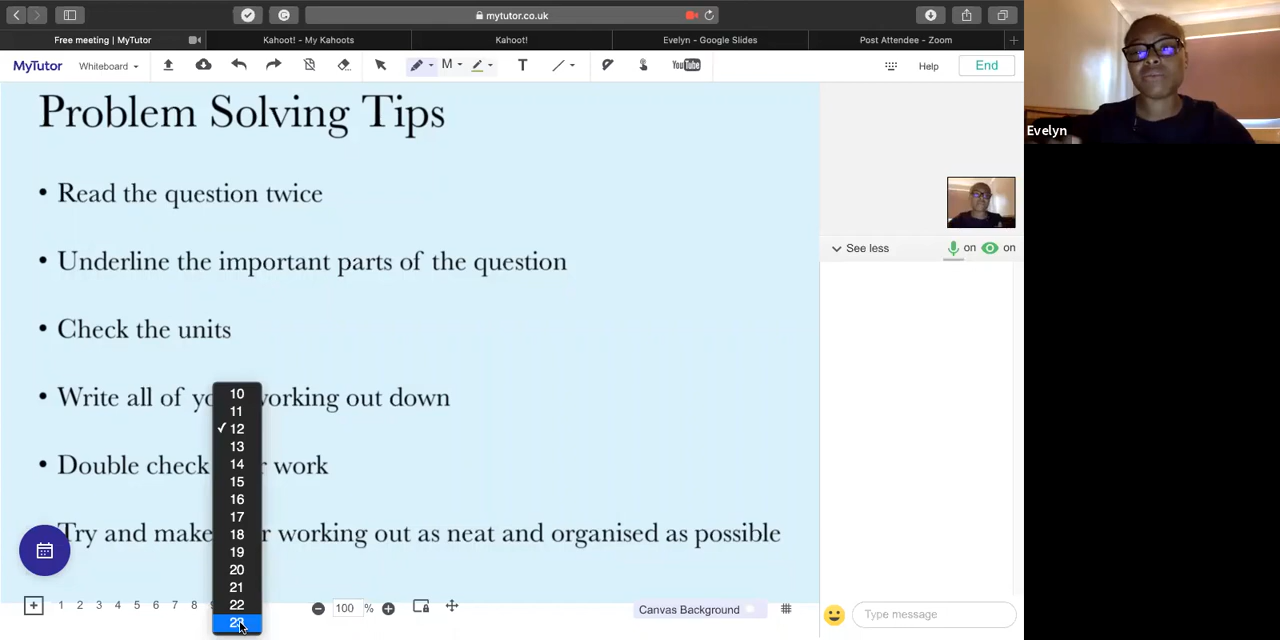 mytutor.co.uk
Free meeting | MyTutor
Kahoot! - My Kahoots
Kahoot!
Evelyn - Google Slides
Post Attendee - Zoom
MyTutor
Whiteboard
M
T
YouTube
Help
End
Evelyn
Problem Solving Tips
• Read the question twice
• Underline the important parts of the question
See less
on
on
• Check the units
• Write all of working out down
• Double check work
Try and make working out as neat and organised as possible
10
11
✓ 12
13
14
15
16
17
18
19
20
21
22
23
1 2 3 4 5 6 7 8
100 %
Canvas Background
Type message